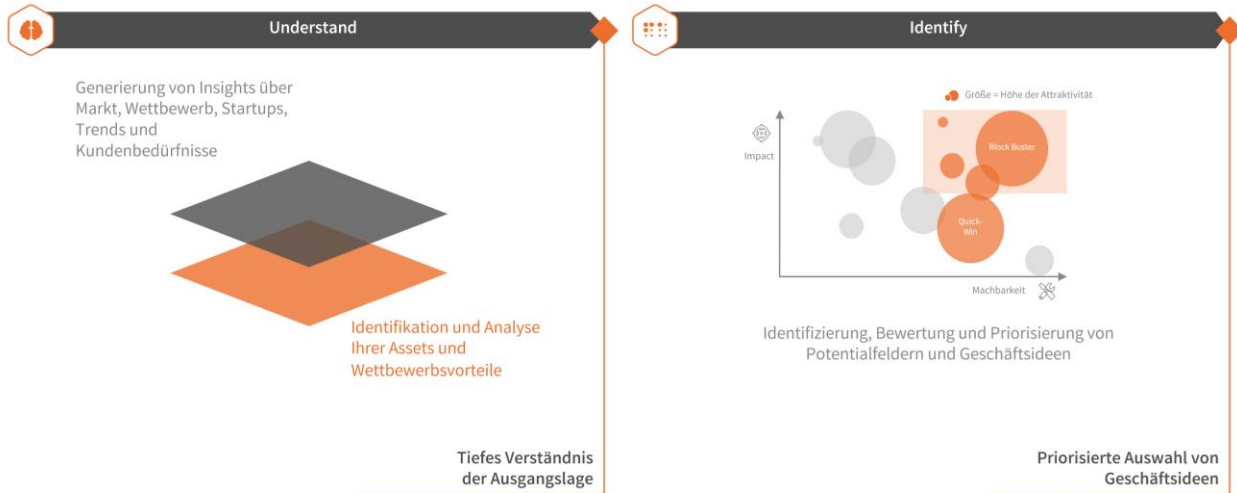 Understand
Generierung von Insights über
Markt, Wettbewerb, Startups,
Trends und
Kundenbedürfnisse
Identifikation und Analyse
Ihrer Assets und
Wettbewerbsvorteile
Tiefes Verständnis
der Ausgangslage
Identify
Größe = Höhe der Attraktivität
Impact
Block Buster
Quick-
Win
Machbarkeit
Identifizierung, Bewertung und Priorisierung von
Potentialfeldern und Geschäftsideen
Priorisierte Auswahl von
Geschäftsideen